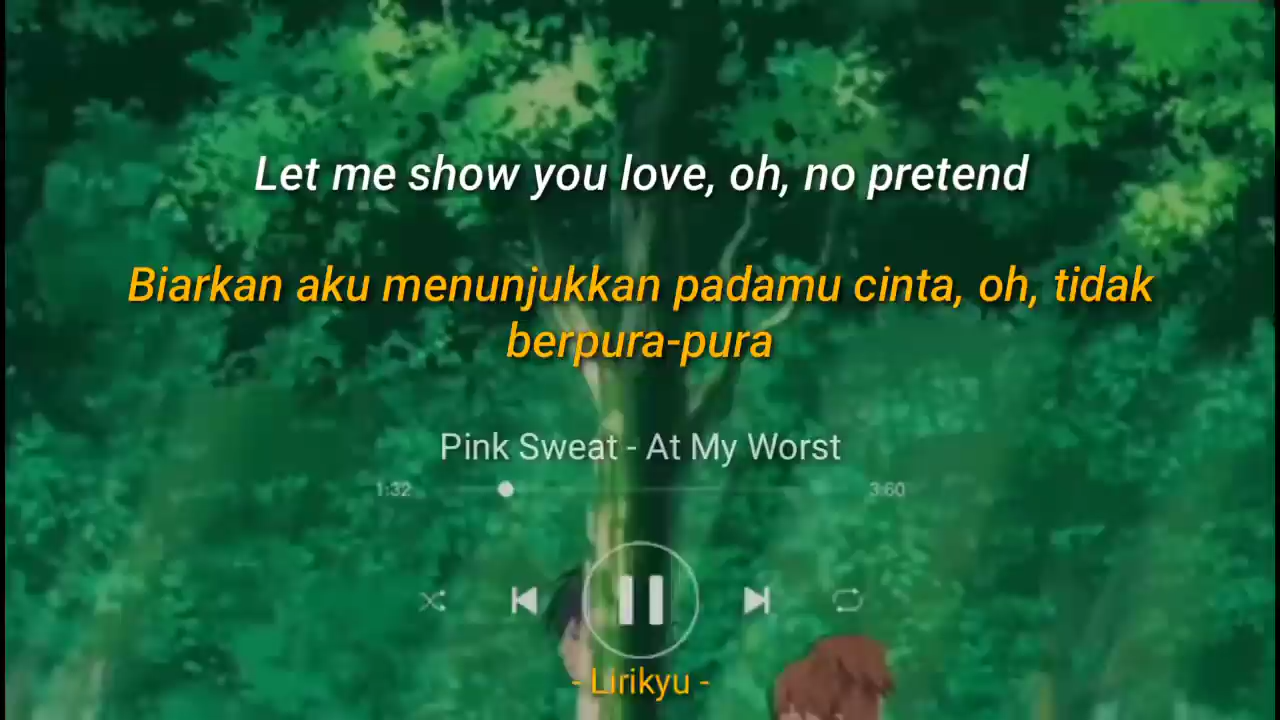 Let me show you love, oh, no pretend
Biarkan aku menunjukkan padamu cinta, oh, tidak
berpura-pura
Pink Sweat - At My Worst
1:32 3:60
- Lirikyu -